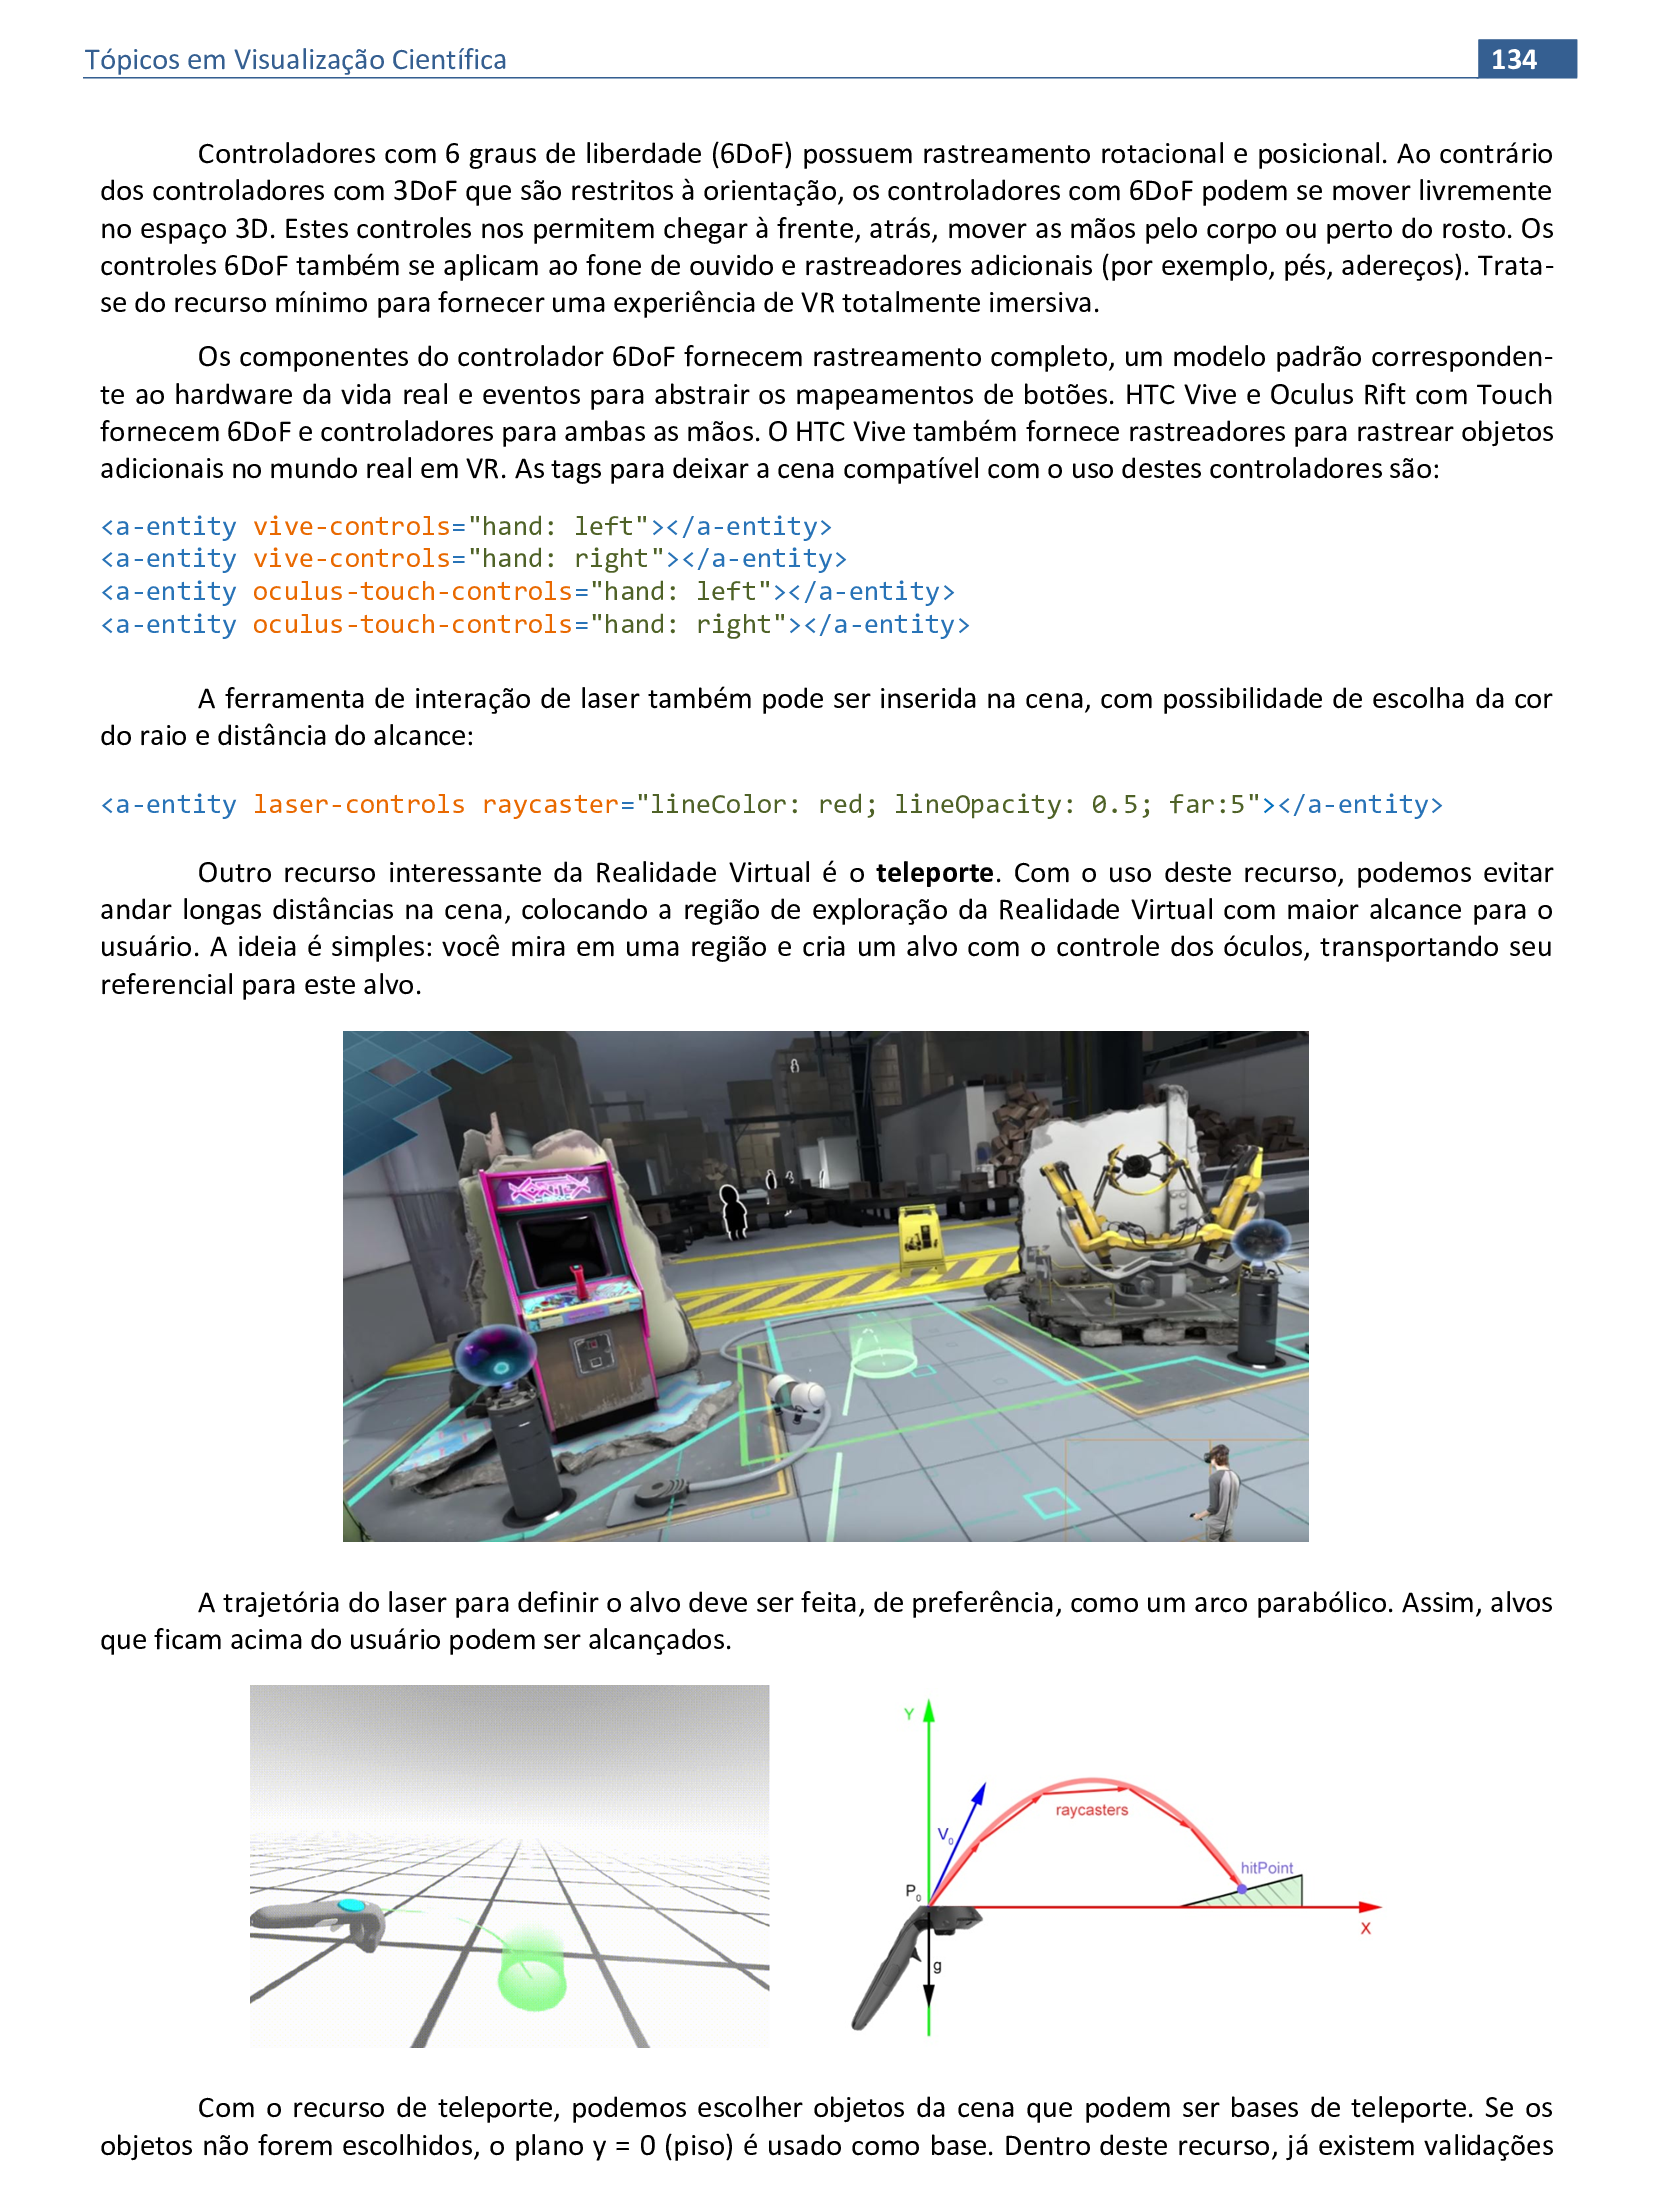 Tópicos em Visualização Científica
134
Controladores com 6 graus de liberdade (6DoF) possuem rastreamento rotacional e posicional. Ao contrário
dos controladores com 3DoF que são restritos à orientação, os controladores com 6DoF podem se mover livremente
no espaço 3D. Estes controles nos permitem chegar à frente, atrás, mover as mãos pelo corpo ou perto do rosto. Os
controles 6DoF também se aplicam ao fone de ouvido e rastreadores adicionais (por exemplo, pés, adereços). Trata-
se do recurso mínimo para fornecer uma experiência de VR totalmente imersiva.
Os componentes do controlador 6DoF fornecem rastreamento completo, um modelo padrão corresponden-
te ao hardware da vida real e eventos para abstrair os mapeamentos de botões. HTC Vive e Oculus Rift com Touch
fornecem 6DoF e controladores para ambas as mãos. O HTC Vive também fornece rastreadores para rastrear objetos
adicionais no mundo real em VR. As tags para deixar a cena compatível com o uso destes controladores são:
<a-entity vive-controls="hand: left"></a-entity>
<a-entity vive-controls="hand: right"></a-entity>
<a-entity oculus-touch-controls="hand: left"></a-entity>
<a-entity oculus-touch-controls="hand: right"></a-entity>
A ferramenta de interação de laser também pode ser inserida na cena, com possibilidade de escolha da cor
do raio e distância do alcance:
<a-entity laser-controls raycaster="lineColor: red; lineOpacity: 0.5; far:5"></a-entity>
Outro recurso interessante da Realidade Virtual é o teleporte. Com o uso deste recurso, podemos evitar
andar longas distâncias na cena, colocando a região de exploração da Realidade Virtual com maior alcance para o
usuário. A ideia é simples: você mira em uma região e cria um alvo com o controle dos óculos, transportando seu
referencial para este alvo.
A trajetória do laser para definir o alvo deve ser feita, de preferência, como um arco parabólico. Assim, alvos
que ficam acima do usuário podem ser alcançados.
Y
raycasters
V0
hitPoint
P0
X
g
Com o recurso de teleporte, podemos escolher objetos da cena que podem ser bases de teleporte. Se os
objetos não forem escolhidos, o plano y = 0 (piso) é usado como base. Dentro deste recurso, já existem validações